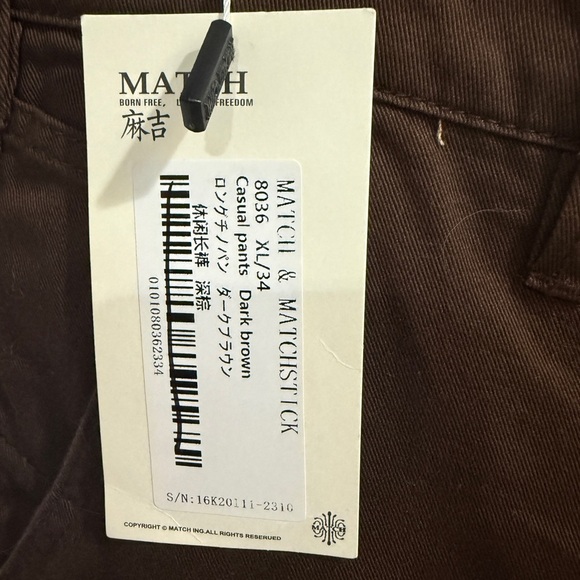 MATCH
BORN FREE, FREEDOM
麻吉
MATCH & MATCHSTICK
8036 XL/34
Casual pants Dark brown
ロングチノパン ダークブラウン
休闲长裤 深棕
0101080362334
S/N:16K20111-2310
COPYRIGHT © MATCH ING.ALL RIGHTS RESERUED
M H